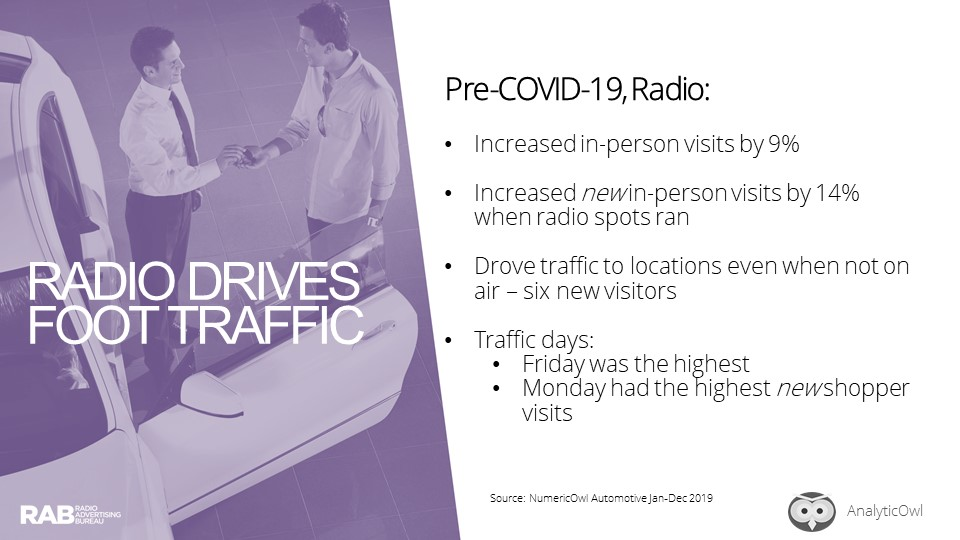 RADIO DRIVES
FOOT TRAFFIC
RAB RADIO
ADVERTISING
BUREAU
Pre-COVID-19, Radio:
• Increased in-person visits by 9%
• Increased new in-person visits by 14%
when radio spots ran
• Drove traffic to locations even when not on
air – six new visitors
• Traffic days:
• Friday was the highest
• Monday had the highest new shopper
visits
Source: NumericOwl Automotive Jan-Dec 2019
AnalyticOwl